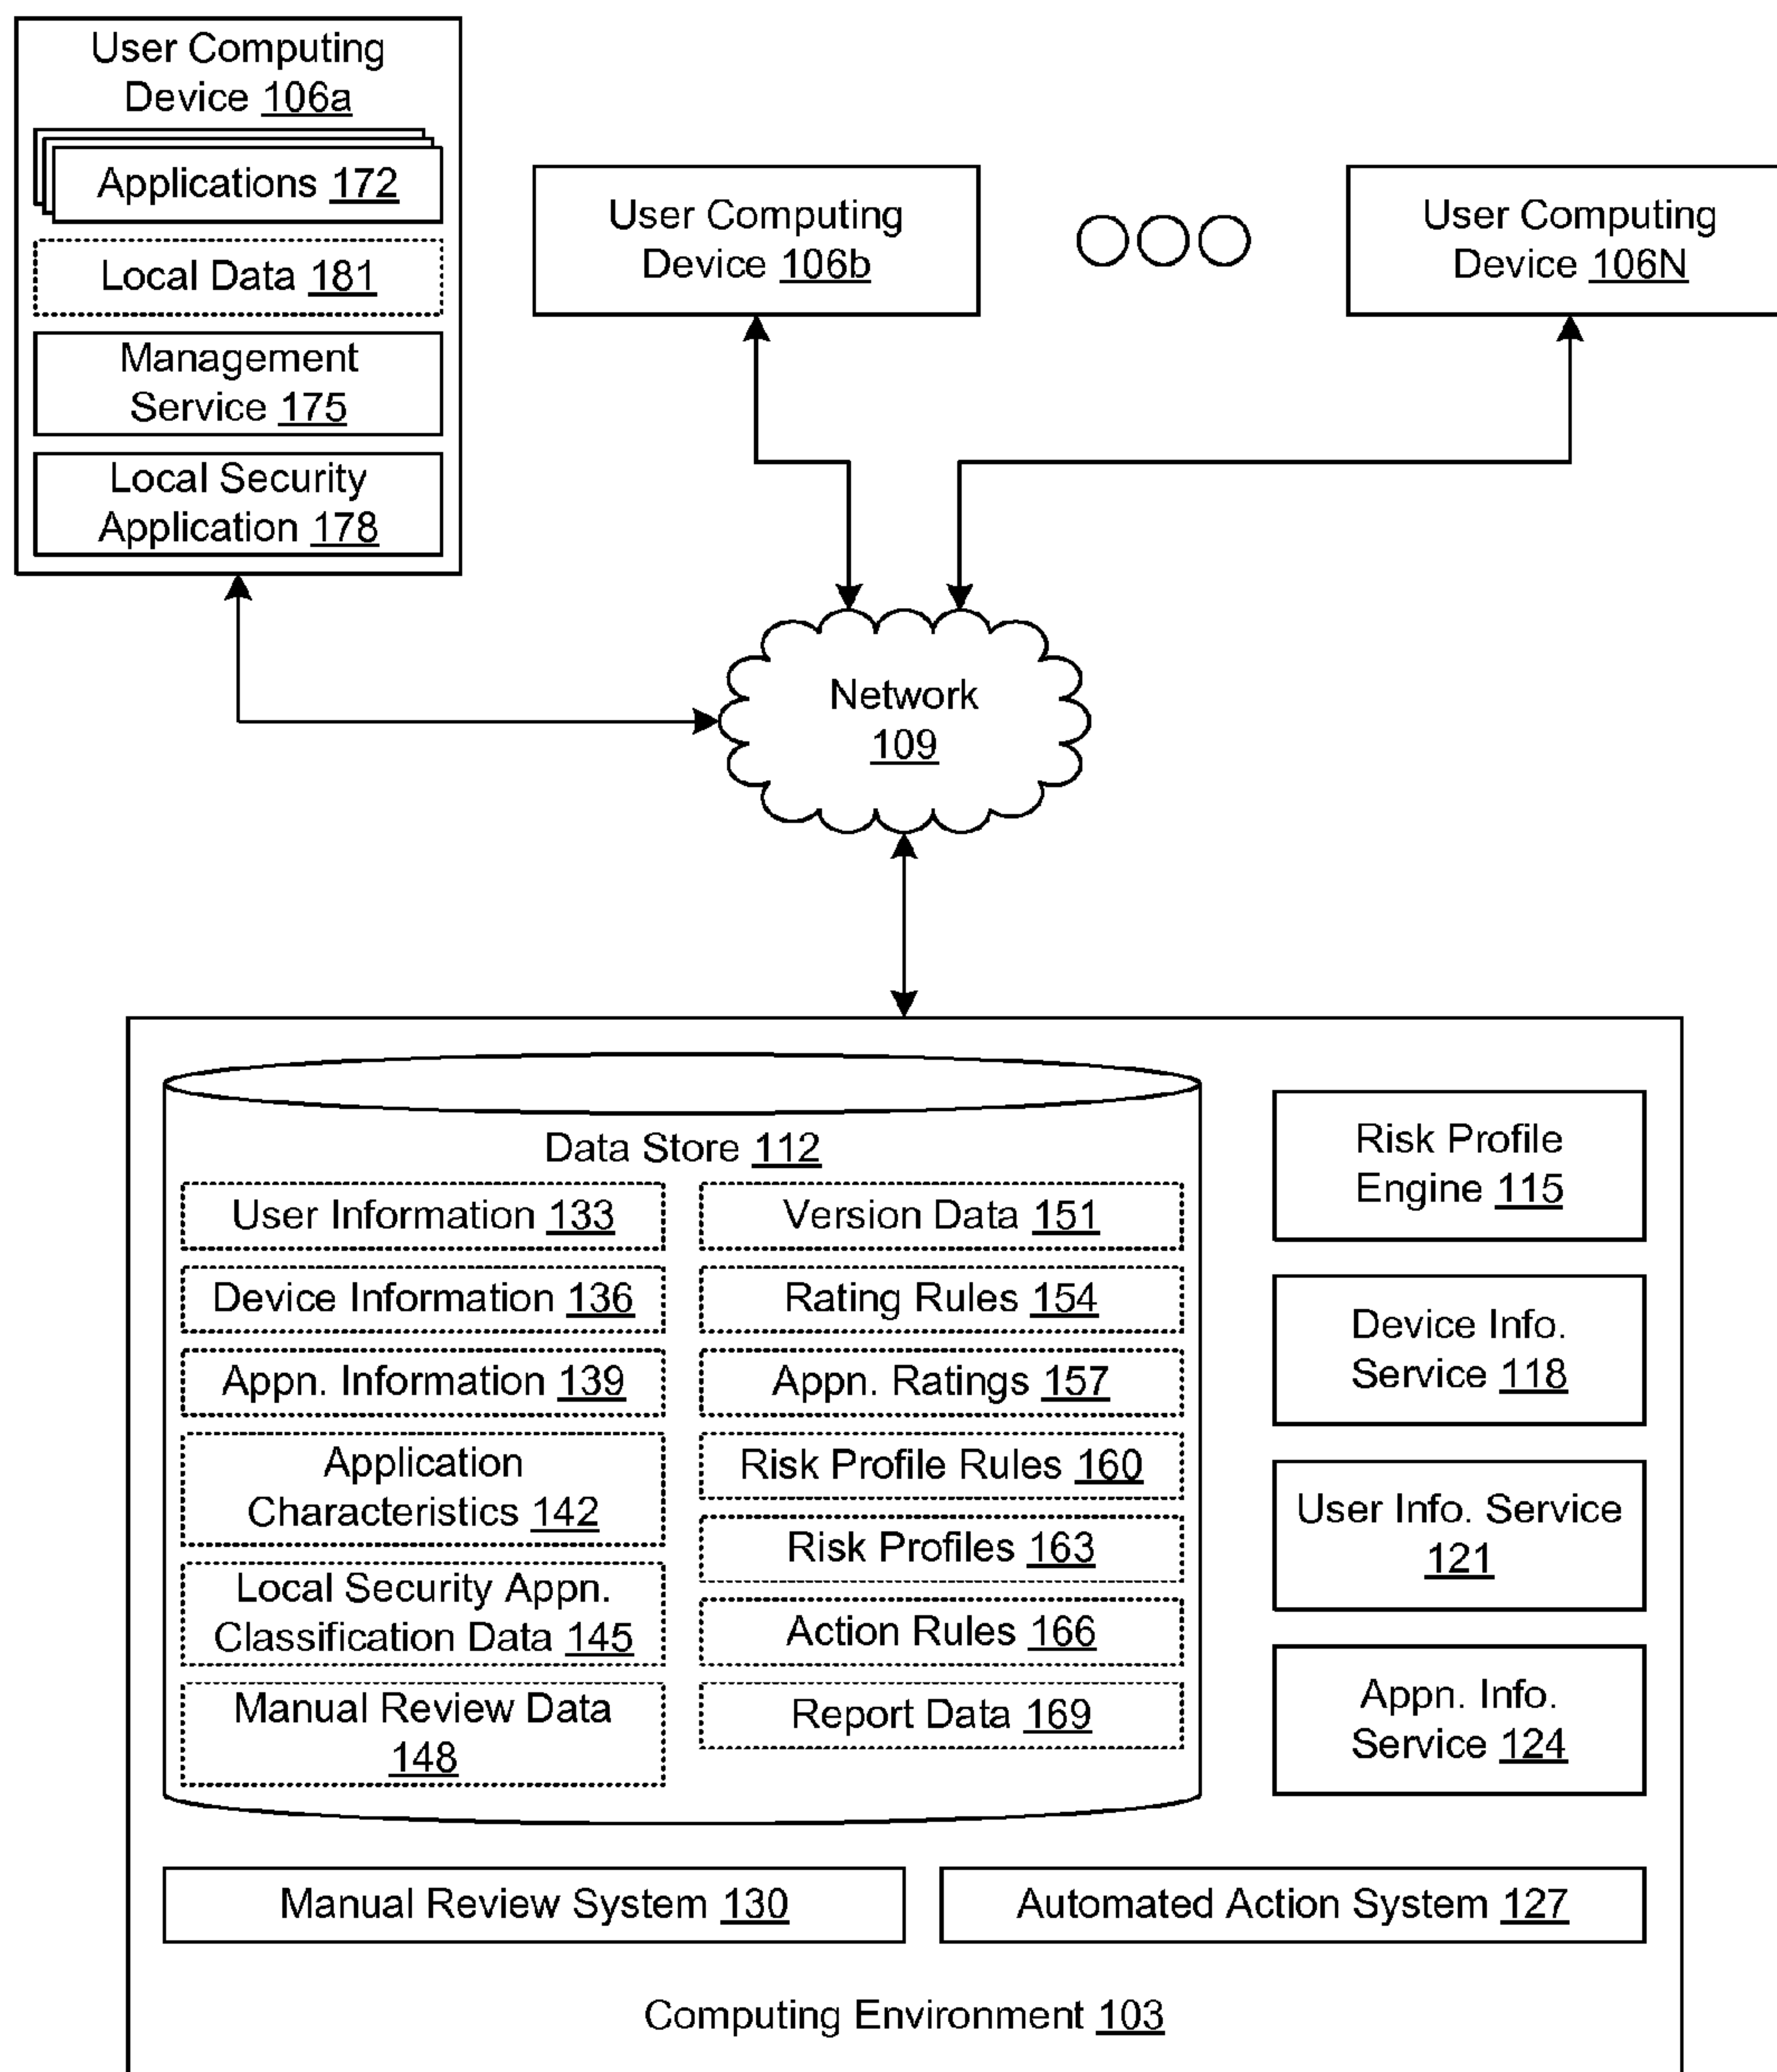 User Computing
Device 106a
Applications 172
Local Data 181
Management
Service 175
Local Security
Application 178
User Computing
Device 106b
User Computing
Device 106N
Network
109
Data Store 112
User Information 133
Device Information 136
Appn. Information 139
Application
Characteristics 142
Local Security Appn.
Classification Data 145
Manual Review Data
148
Version Data 151
Rating Rules 154
Appn. Ratings 157
Risk Profile Rules 160
Risk Profiles 163
Action Rules 166
Report Data 169
Risk Profile
Engine 115
Device Info.
Service 118
User Info. Service
121
Appn. Info.
Service 124
Manual Review System 130
Automated Action System 127
Computing Environment 103